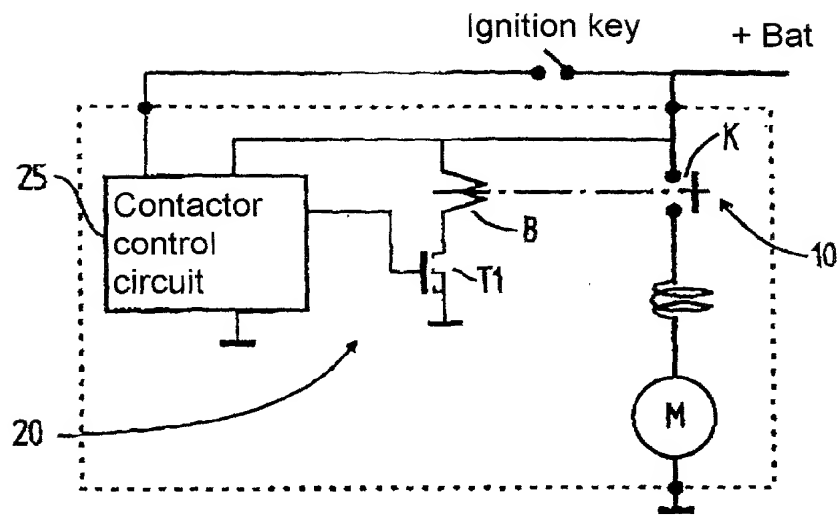 Ignition key
+ Bat
K
25
Contactor
control
circuit
B
10
T1
20
M